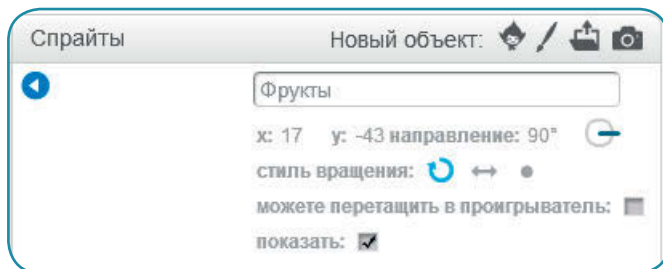 Спрайты Новый объект:
Фрукты
x: 17 y: -43 направление: 90°
стиль вращения:
можете перетащить в проигрыватель:
показать: